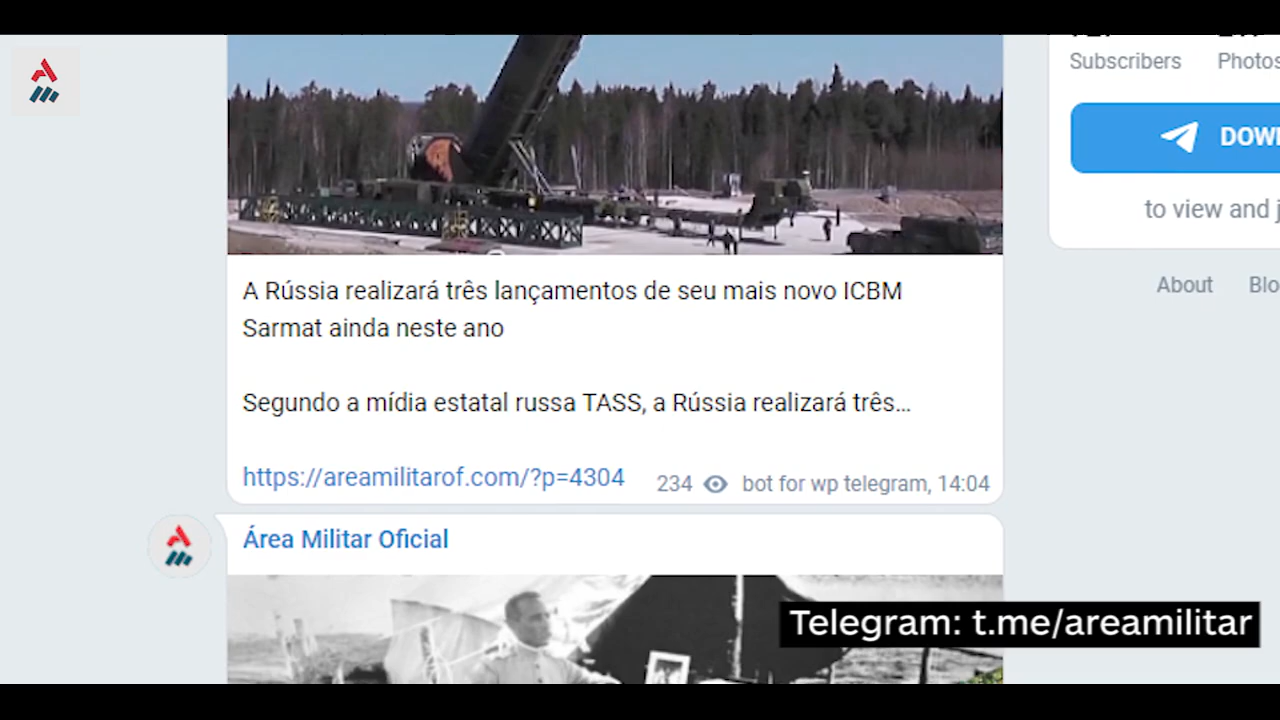 Subscribers
Photos
DOW
to view and j
About
Blo
A Rússia realizará três lançamentos de seu mais novo ICBM
Sarmat ainda neste ano
Segundo a mídia estatal russa TASS, a Rússia realizará três...
https://areamilitarof.com/?p=4304
234
bot for wp telegram, 14:04
Área Militar Oficial
Telegram: t.me/areamilitar